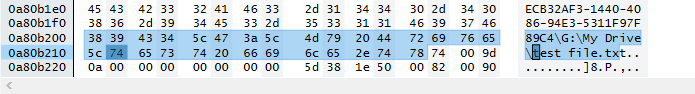 0a80b1e0 45 43 42 33 32 41 46 33 2d 31 34 34 30 2d 34 30 ECB32AF3-1440-40
0a80b1f0 38 36 2d 39 34 45 33 2d 35 33 31 31 46 39 37 46 86-94E3-5311F97F
0a80b200 38 39 43 34 5c 47 3a 5c 4d 79 20 44 72 69 76 65 89C4\G:\My Drive
0a80b210 5c 74 65 73 74 20 66 69 6c 65 2e 74 78 74 00 9d \test file.txt..
0a80b220 0a 00 00 00 00 00 00 00 5d 38 1e 50 00 82 00 90 ........]8.P.,..